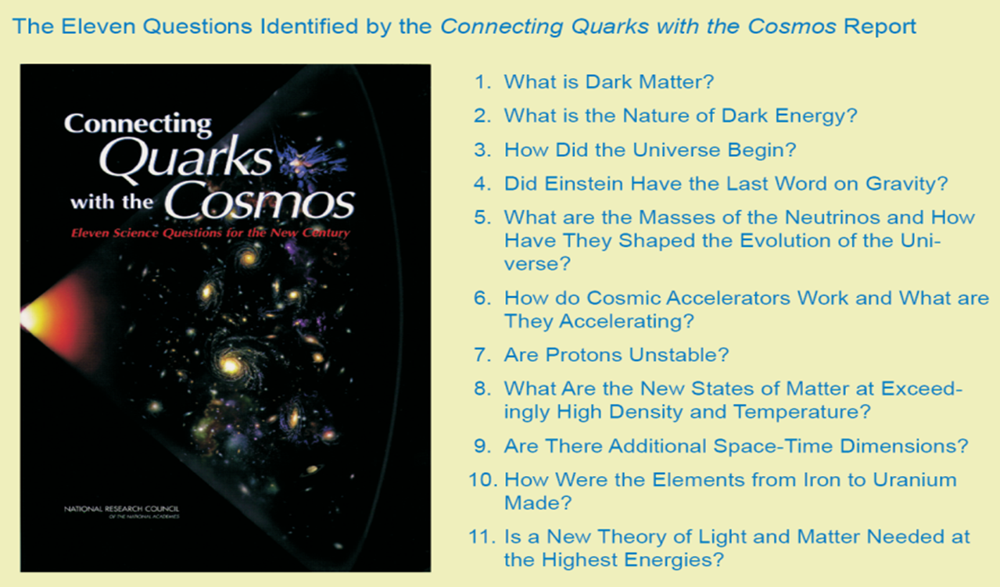 The Eleven Questions Identified by the Connecting Quarks with the Cosmos Report
Connecting
Quarks
with the Cosmos
Eleven Science Questions for the New Century
NATIONAL RESEARCH COUNCIL
OF THE NATIONAL ACADEMIES
1. What is Dark Matter?
2. What is the Nature of Dark Energy?
3. How Did the Universe Begin?
4. Did Einstein Have the Last Word on Gravity?
5. What are the Masses of the Neutrinos and How
Have They Shaped the Evolution of the Uni-
verse?
6. How do Cosmic Accelerators Work and What are
They Accelerating?
7. Are Protons Unstable?
8. What Are the New States of Matter at Exceed-
ingly High Density and Temperature?
9. Are There Additional Space-Time Dimensions?
10. How Were the Elements from Iron to Uranium
Made?
11. Is a New Theory of Light and Matter Needed at
the Highest Energies?